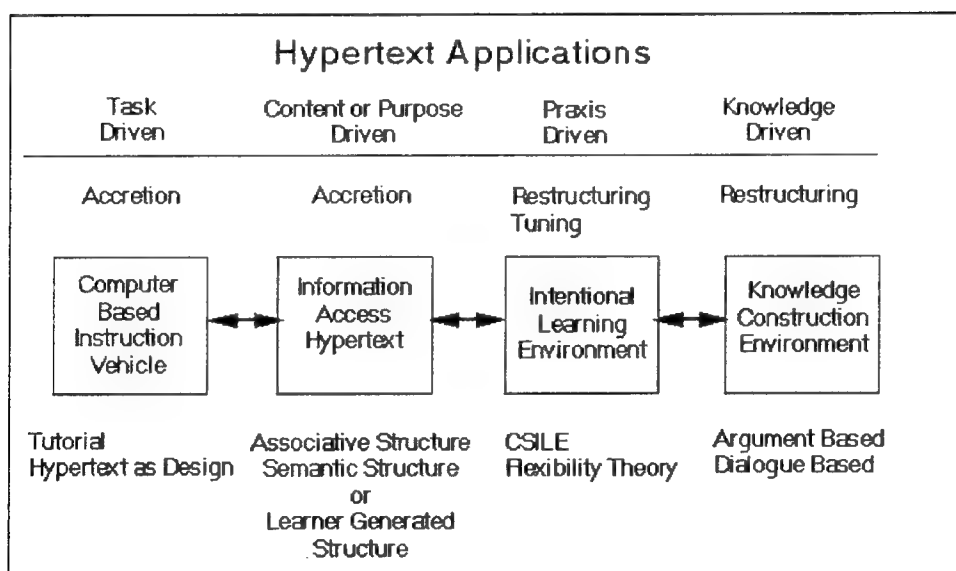 Hypertext Applications
Task
Driven
Content or Purpose
Driven
Praxis
Driven
Knowledge
Driven
Accretion
Accretion
Restructuring
Tuning
Restructuring
Computer
Based
Instruction
Vehicle
Information
Access
Hypertext
Intentional
Learning
Environment
Knowledge
Construction
Environment
Tutorial
Hypertext as Design
Associative Structure
Semantic Structure
or
Learner Generated
Structure
CSILE
Flexibility Theory
Argument Based
Dialogue Based